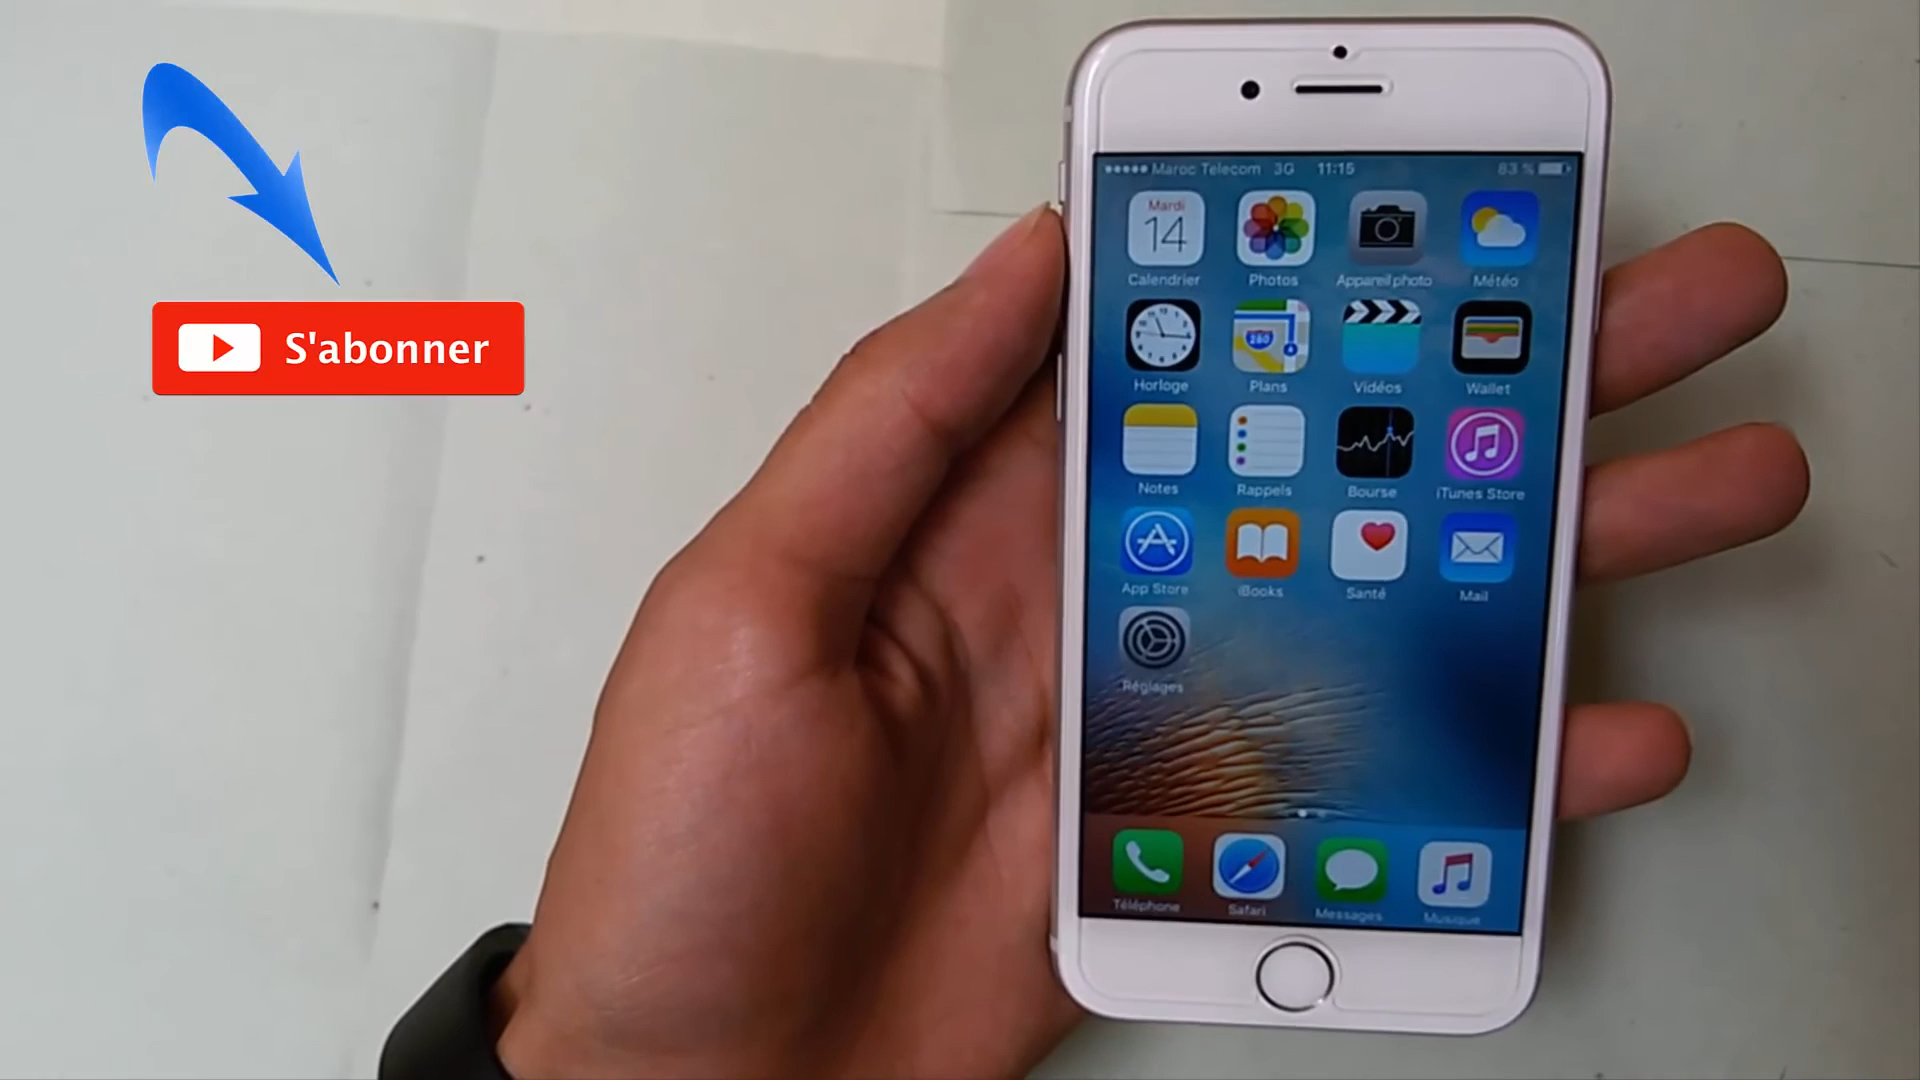 S'abonner
Maroc Telecom 3G 11:15 83 %
Mardi
14
Calendrier Photos Appareil photo Météo
280
Horloge Plans Vidéos Wallet
Notes Rappels Bourse iTunes Store
App Store iBooks Santé Mail
Réglages
Téléphone Safari Messages Musique